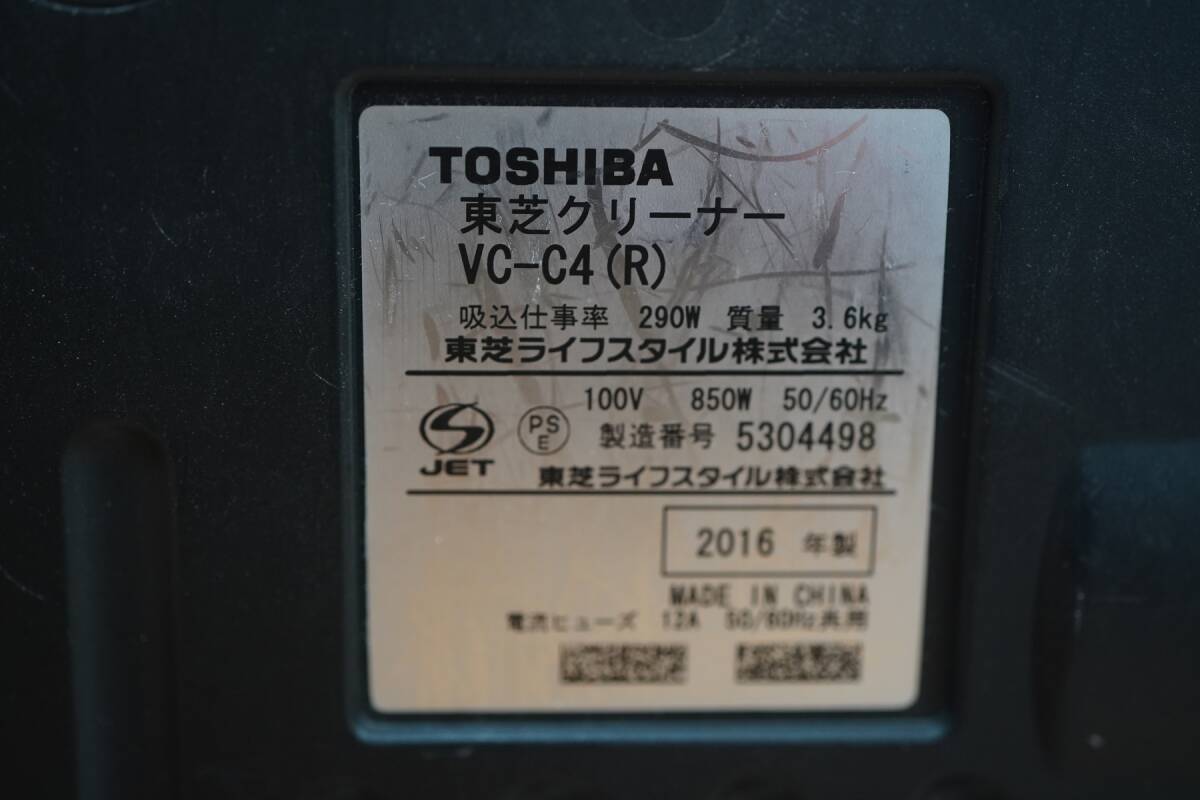 TOSHIBA
東芝クリーナー
VC-C4(R)
吸込仕事率 290W 質量 3.6kg
東芝ライフスタイル株式会社
100V 850W 50/60Hz
JET
PS
E
製造番号 5304498
東芝ライフスタイル株式会社
2016 年製
MADE IN CHINA
電流ヒューズ 12A 50/60Hz共用